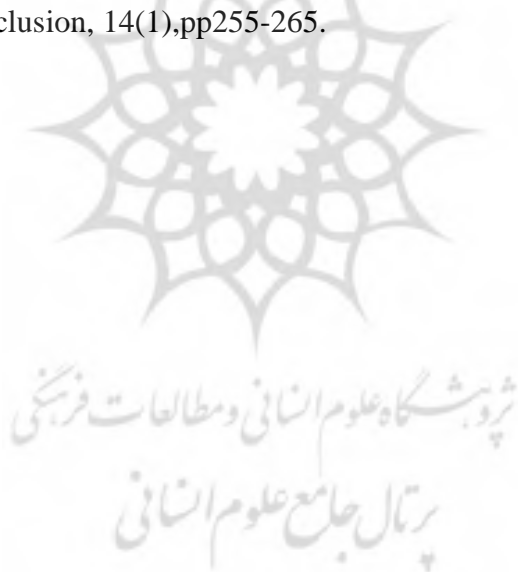 clusion, 14(1),pp255-265.
پژوهشگاه علوم انسانی و مطالعات فرهنگی
پرتال جامع علوم انسانی